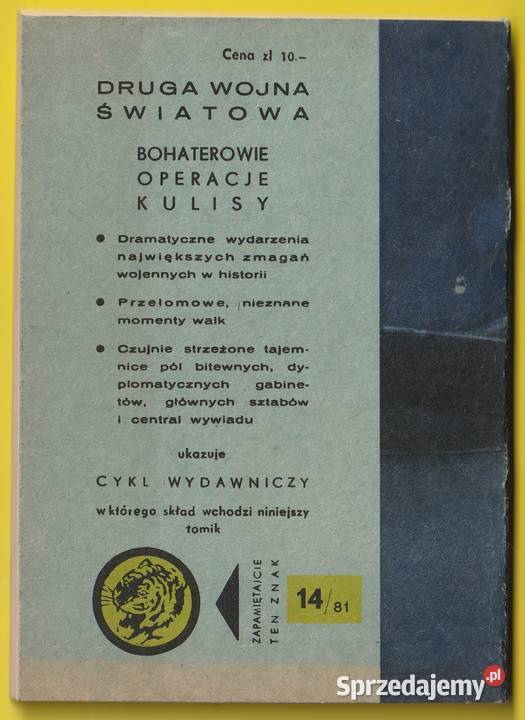 Cena zł 10.–
DRUGA WOJNA
ŚWIATOWA
BOHATEROWIE
OPERACJE
KULISY
● Dramatyczne wydarzenia
największych zmagań
wojennych w historii
● Przełomowe, nieznane
momenty walk
● Czujnie strzeżone tajem-
nice pól bitewnych, dy-
plomatycznych gabine-
tów, głównych sztabów
i central wywiadu
ukazuje
CYKL WYDAWNICZY
w którego skład wchodzi niniejszy
tomik
ZAPAMIĘTAJCIE
TEN ZNAK
14/81
Sprzedajemy.pl